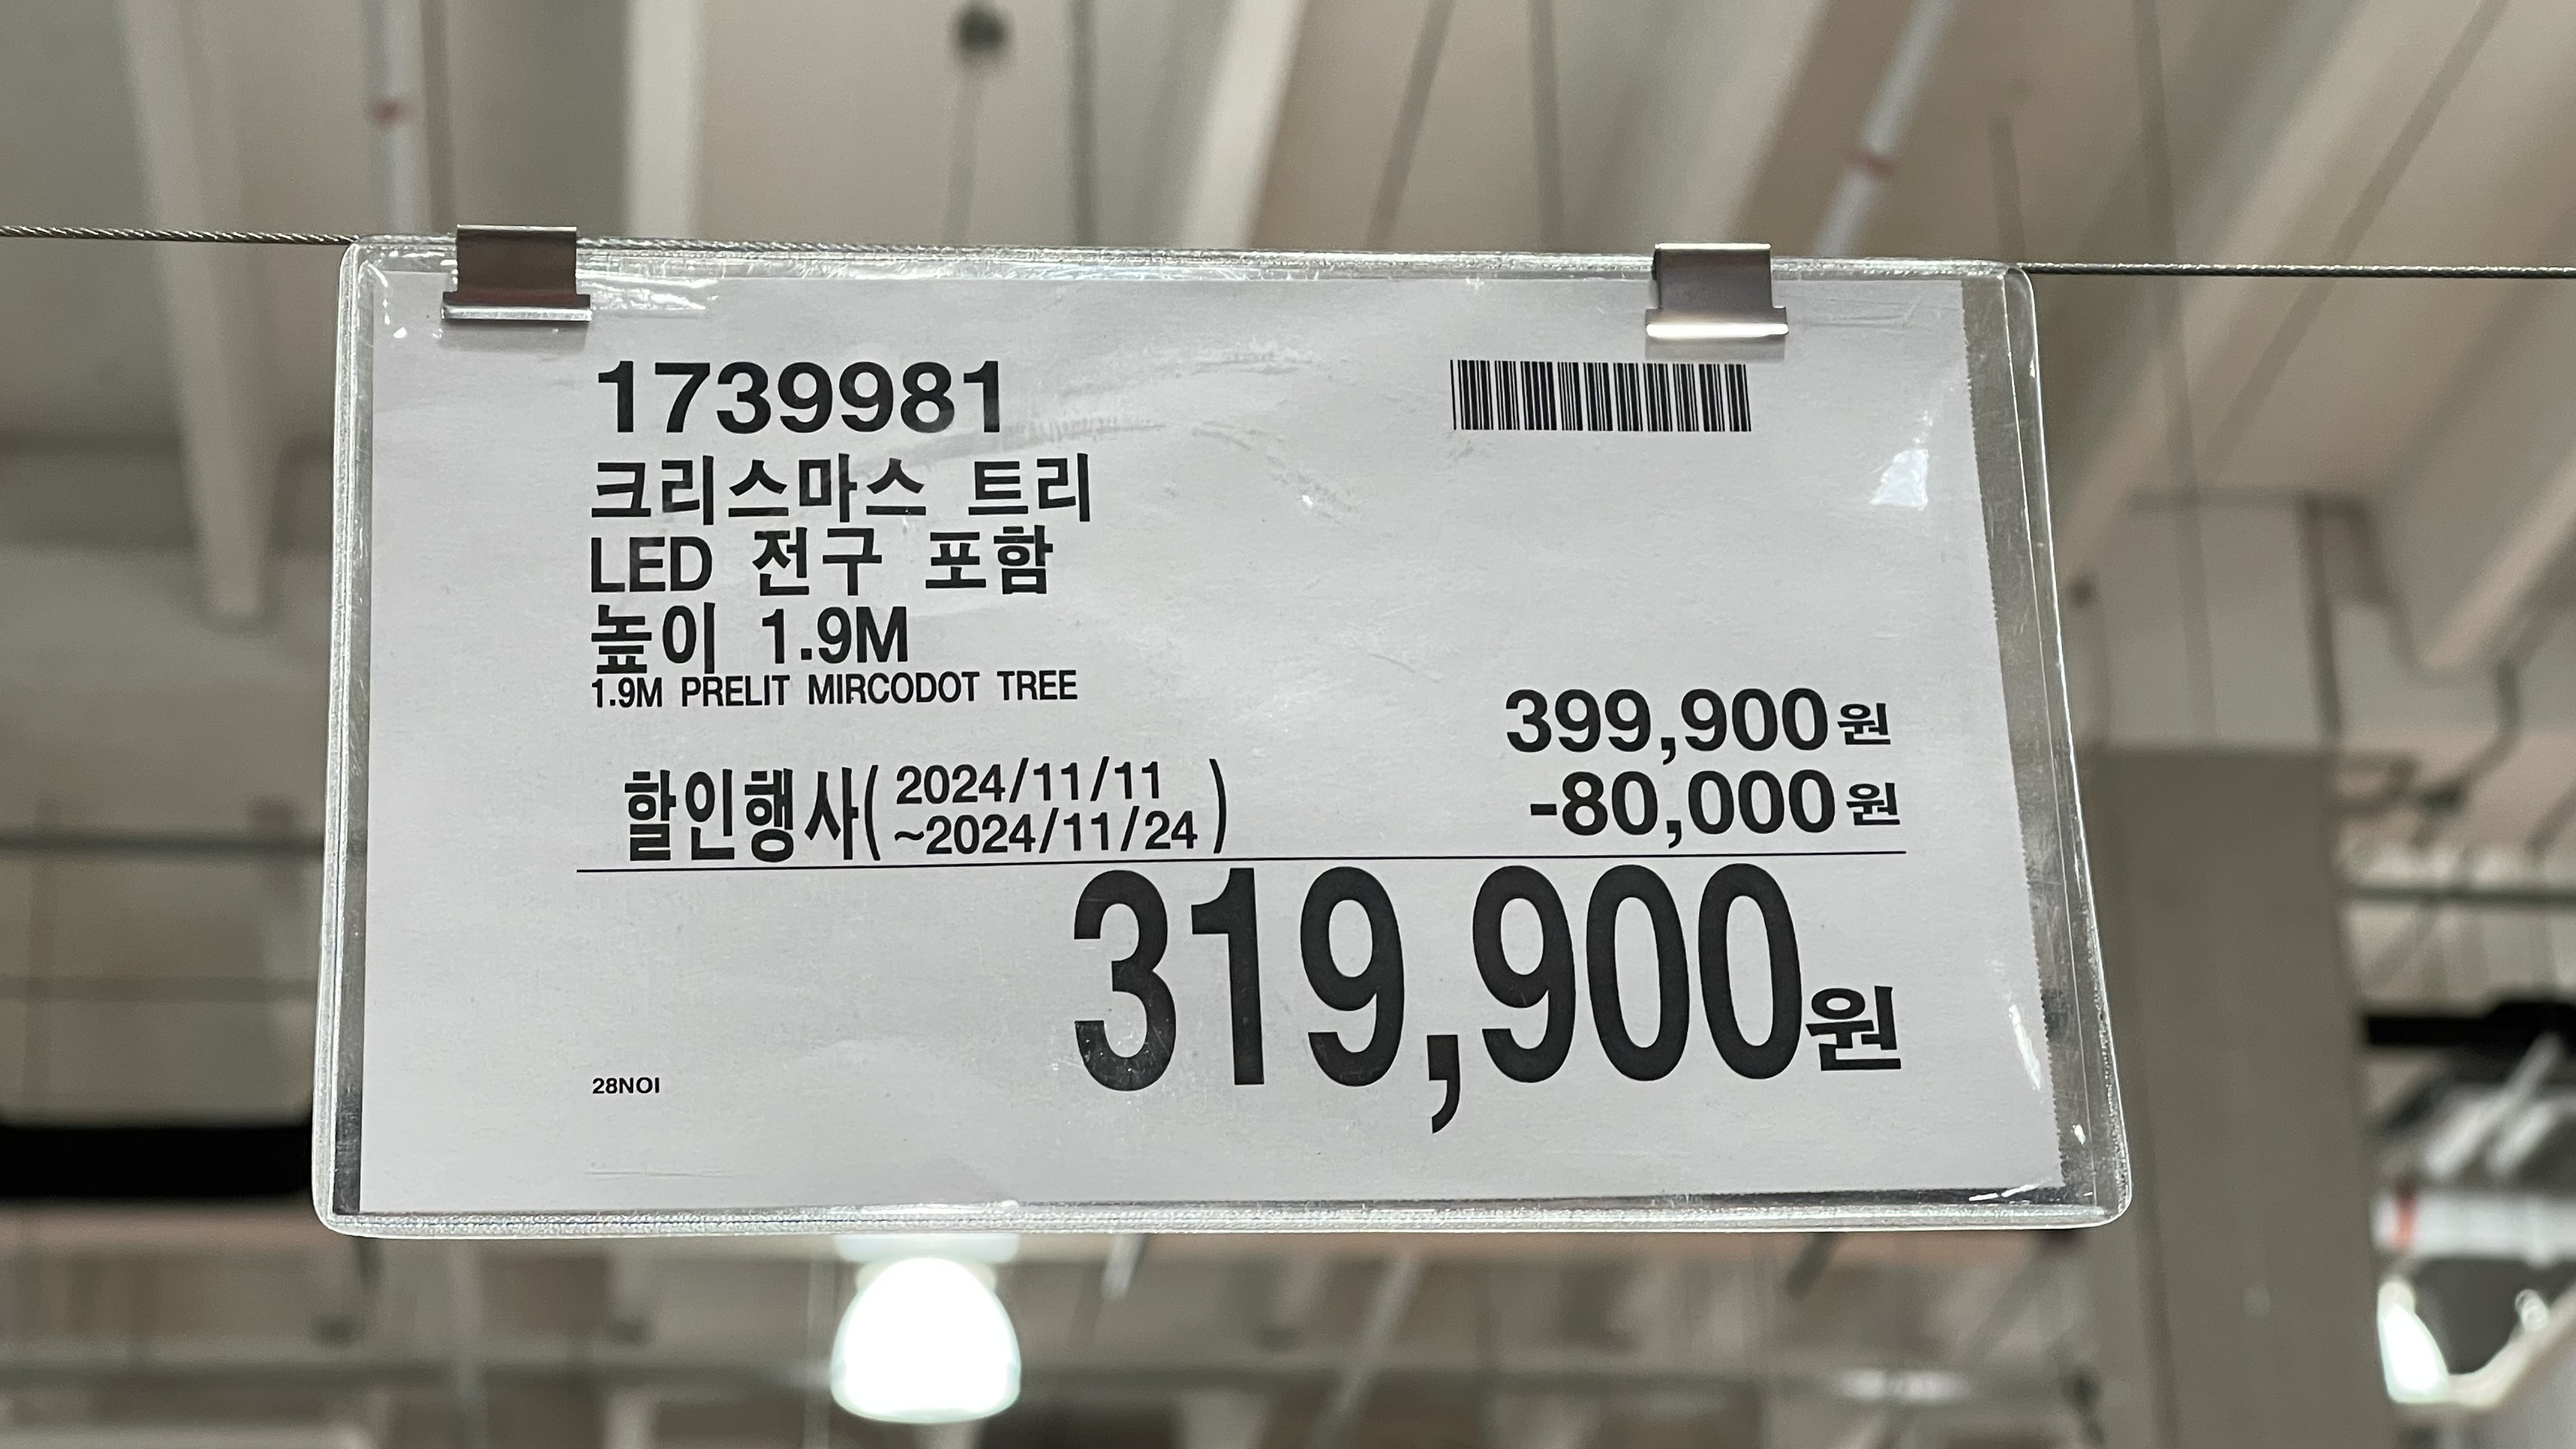 1739981
크리스마스 트리
LED 전구 포함
높이 1.9M
1.9M PRELIT MIRCODOT TREE
399,900원
할인행사( 2024/11/11
~2024/11/24 )
-80,000원
319,900원
28NOI